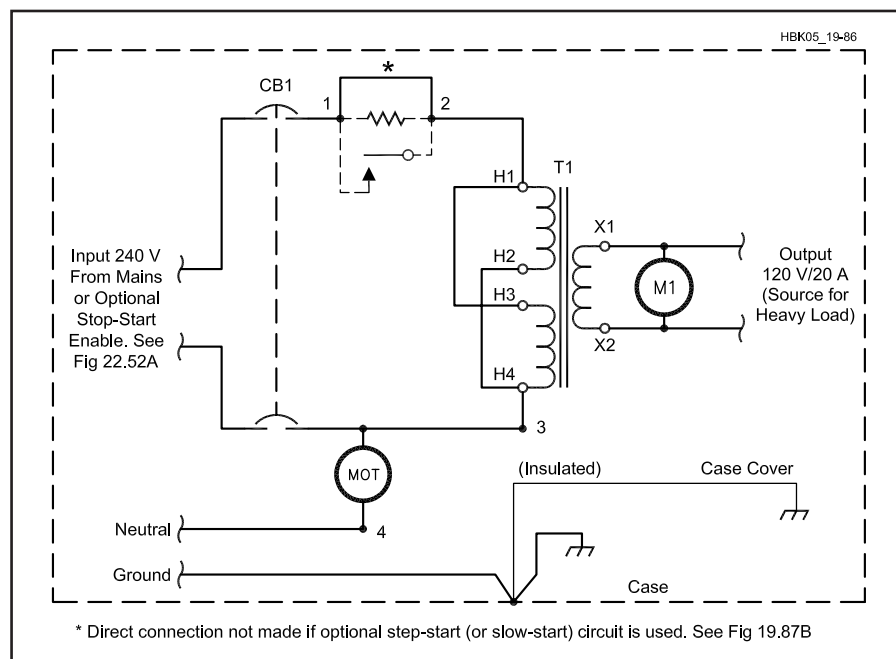 HBK05_19-86
CB1
*
1
2
H1
T1
X1
Input 240 V
From Mains
or Optional
Stop-Start
Enable. See
Fig 22.52A
H2
H3
M1
Output
120 V/20 A
(Source for
Heavy Load)
X2
H4
3
MOT
(Insulated)
Case Cover
Neutral
4
Ground
Case
* Direct connection not made if optional step-start (or slow-start) circuit is used. See Fig 19.87B